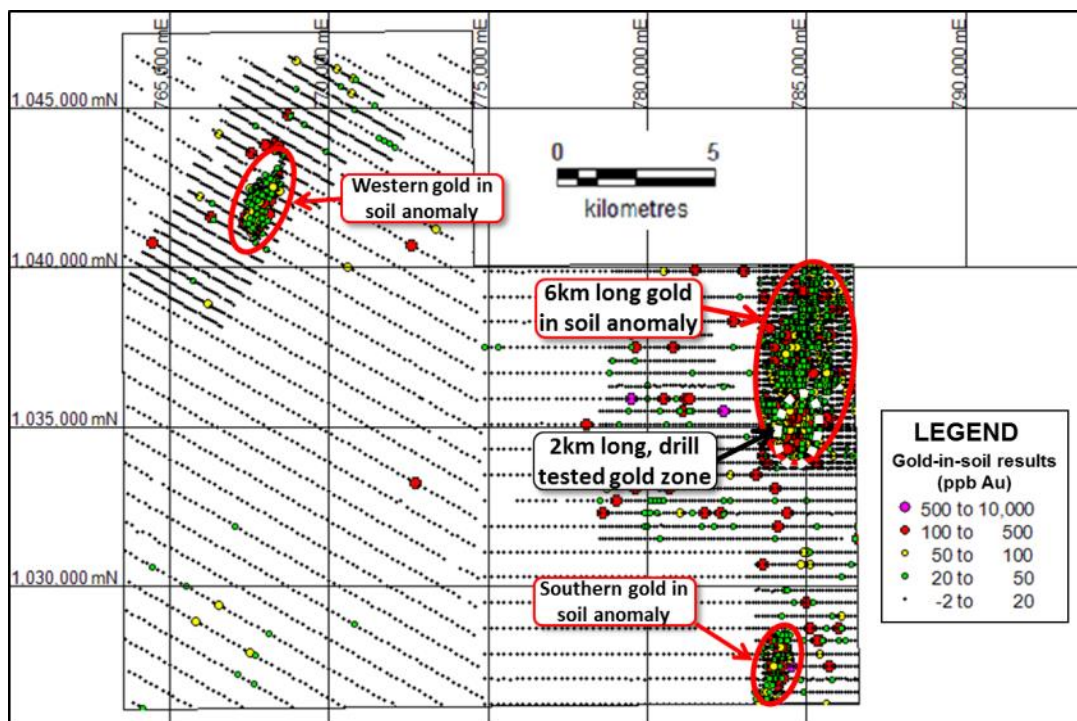 765,000 mE
770,000 mE
775,000 mE
780,000 mE
785,000 mE
790,000 mE
1.045,000 mN
0 5
kilometres
Western gold in
soil anomaly
1.040,000 mN
6km long gold
in soil anomaly
1.035,000 mN
2km long, drill
tested gold zone
LEGEND
Gold-in-soil results
(ppb Au)
500 to 10,000
100 to 500
50 to 100
20 to 50
-2 to 20
1.030,000 mN
Southern gold in
soil anomaly